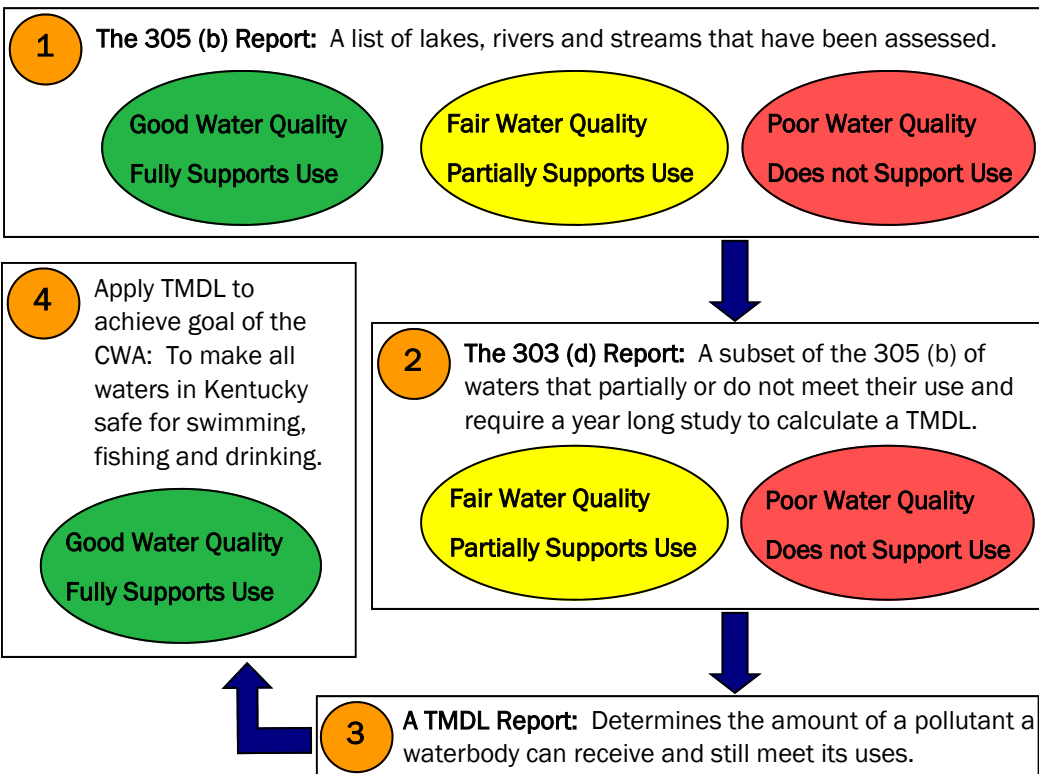 1
The 305 (b) Report: A list of lakes, rivers and streams that have been assessed.
Good Water Quality
Fully Supports Use
Fair Water Quality
Partially Supports Use
Poor Water Quality
Does not Support Use
2
The 303 (d) Report: A subset of the 305 (b) of
waters that partially or do not meet their use and
require a year long study to calculate a TMDL.
Fair Water Quality
Partially Supports Use
Poor Water Quality
Does not Support Use
3
A TMDL Report: Determines the amount of a pollutant a
waterbody can receive and still meet its uses.
4
Apply TMDL to
achieve goal of the
CWA: To make all
waters in Kentucky
safe for swimming,
fishing and drinking.
Good Water Quality
Fully Supports Use